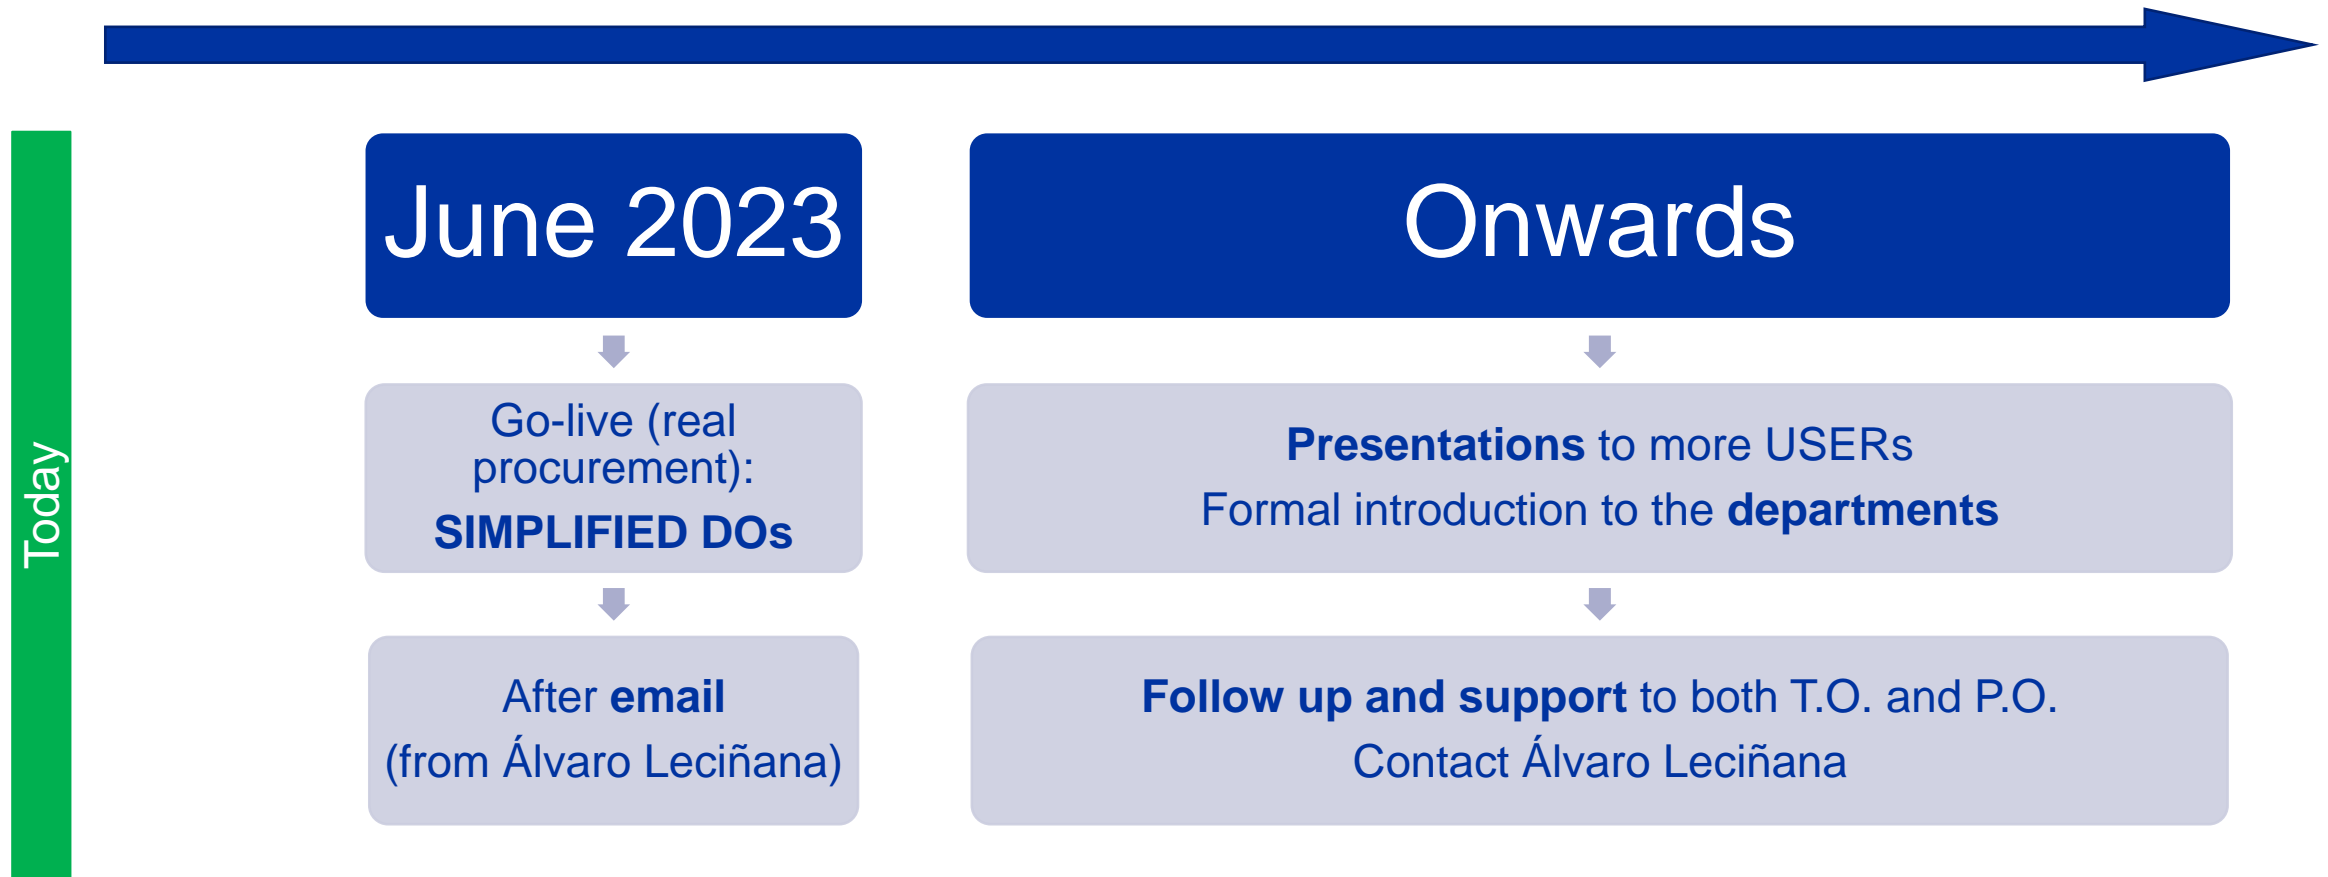 Today
June 2023
Go-live (real
procurement):
SIMPLIFIED DOs
After email
(from Álvaro Leciñana)
Onwards
Presentations to more USERs
Formal introduction to the departments
Follow up and support to both T.O. and P.O.
Contact Álvaro Leciñana